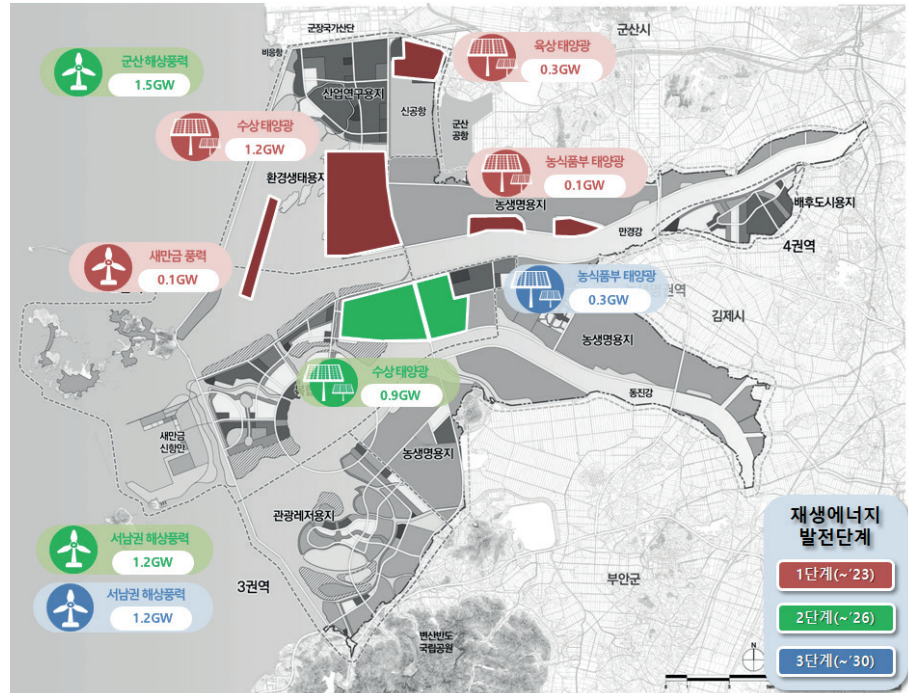 군장국가산단
군산시
비응항
군산 해상풍력
1.5GW
육상 태양광
0.3GW
산업연구용지
신공항
군산
공항
수상 태양광
1.2GW
환경생태용지
농식품부 태양광
0.1GW
농생명용지
배후도시용지
만경강
4권역
새만금 풍력
0.1GW
농식품부 태양광
0.3GW
권역
김제시
농생명용지
수상 태양광
0.9GW
동진강
새만금
신항만
농생명용지
관광레저용지
서남권 해상풍력
1.2GW
서남권 해상풍력
1.2GW
3권역
부안군
변산반도
국립공원
N
재생에너지
발전단계
1단계(~'23)
2단계(~'26)
3단계(~'30)